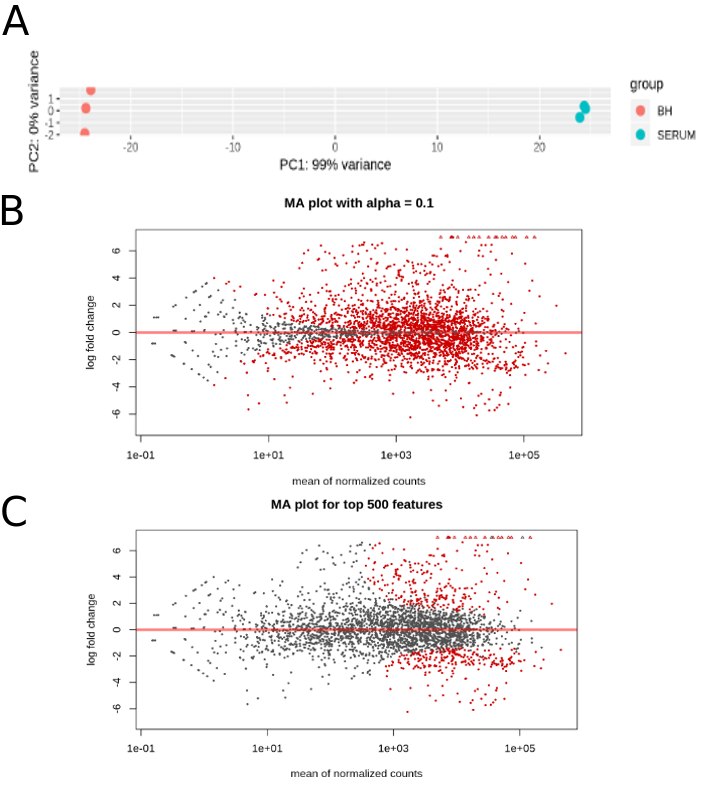 A
PC2: 0% variance
1
0
-1
-2
-20
-10
0
10
20
PC1: 99% variance
group
BH
SERUM
B
MA plot with alpha = 0.1
log fold change
6
4
2
0
-2
-4
-6
1e-01
1e+01
1e+03
1e+05
mean of normalized counts
C
MA plot for top 500 features
log fold change
6
4
2
0
-2
-4
-6
1e-01
1e+01
1e+03
1e+05
mean of normalized counts